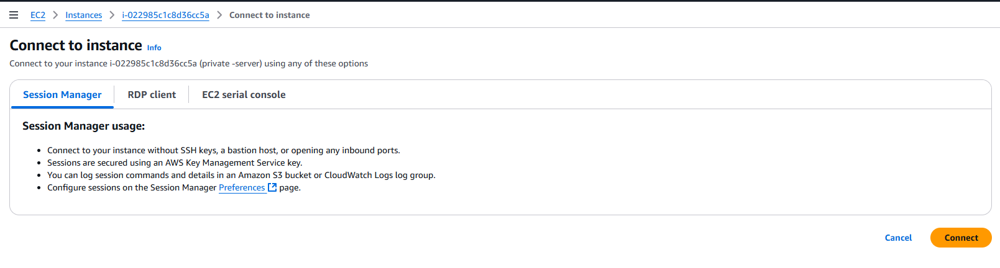 EC2 > Instances > i-022985c1c8d36cc5a > Connect to instance
Connect to instance Info
Connect to your instance i-022985c1c8d36cc5a (private -server) using any of these options
Session Manager RDP client EC2 serial console
Session Manager usage:
• Connect to your instance without SSH keys, a bastion host, or opening any inbound ports.
• Sessions are secured using an AWS Key Management Service key.
• You can log session commands and details in an Amazon S3 bucket or CloudWatch Logs log group.
• Configure sessions on the Session Manager Preferences page.
Cancel Connect